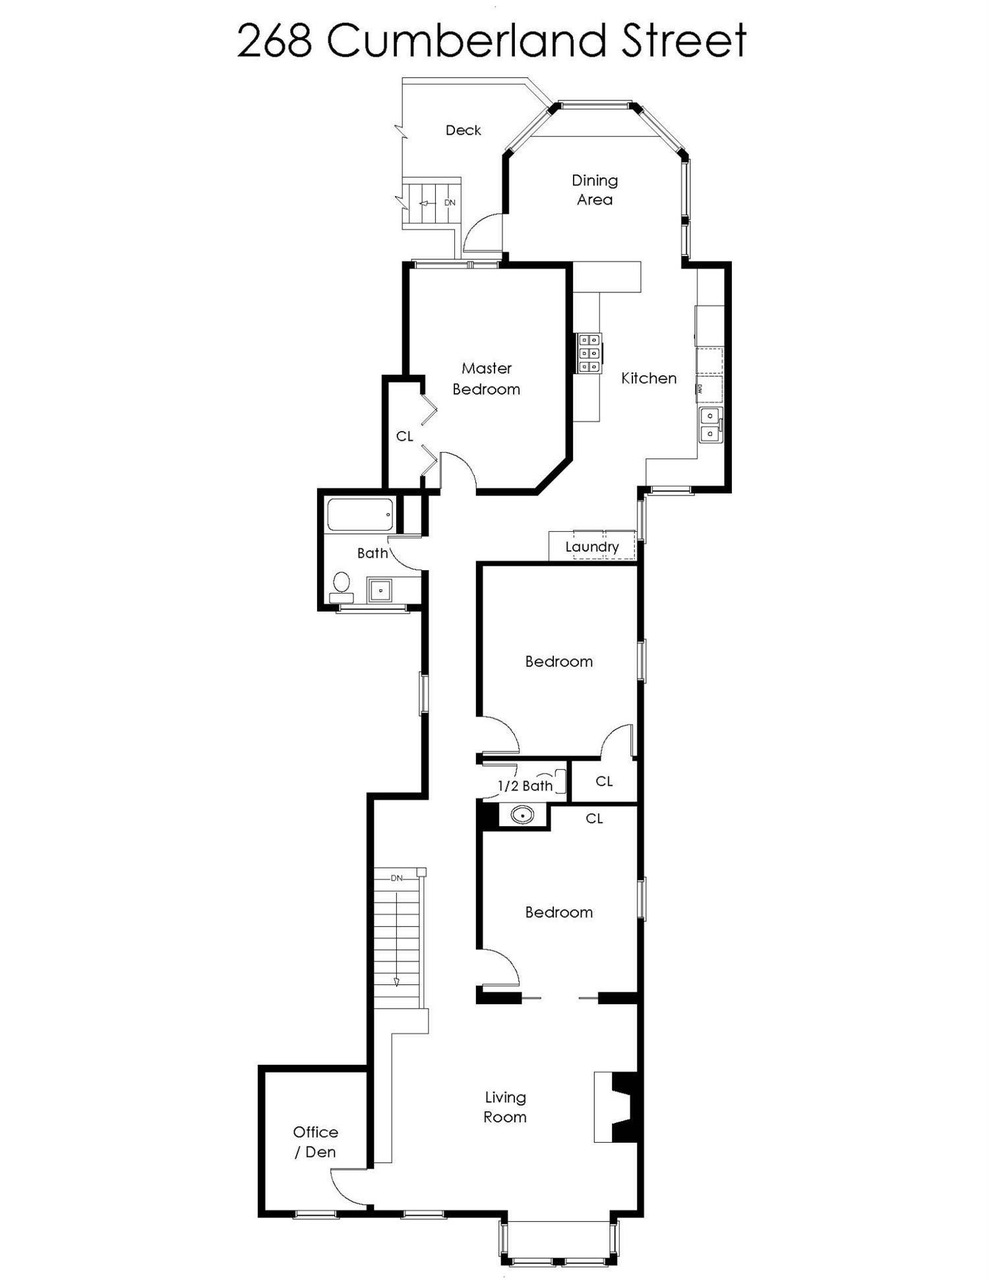 268 Cumberland Street
Deck
Dining
Area
DN
Master
Bedroom
Kitchen
DW
CL
Bath
Laundry
Bedroom
1/2 Bath
CL
CL
DN
Bedroom
Living
Room
Office
/ Den